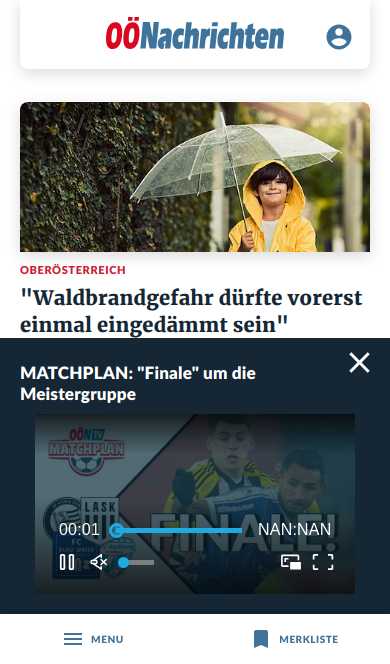 OÖNachrichten
OBERÖSTERREICH
"Waldbrandgefahr dürfte vorerst
einmal eingedämmt sein"
MATCHPLAN: "Finale" um die
Meistergruppe
OÖN TV
MATCHPLAN
LASK
FC
FINALE!
00:01
NAN:NAN
MENU
MERKLISTE